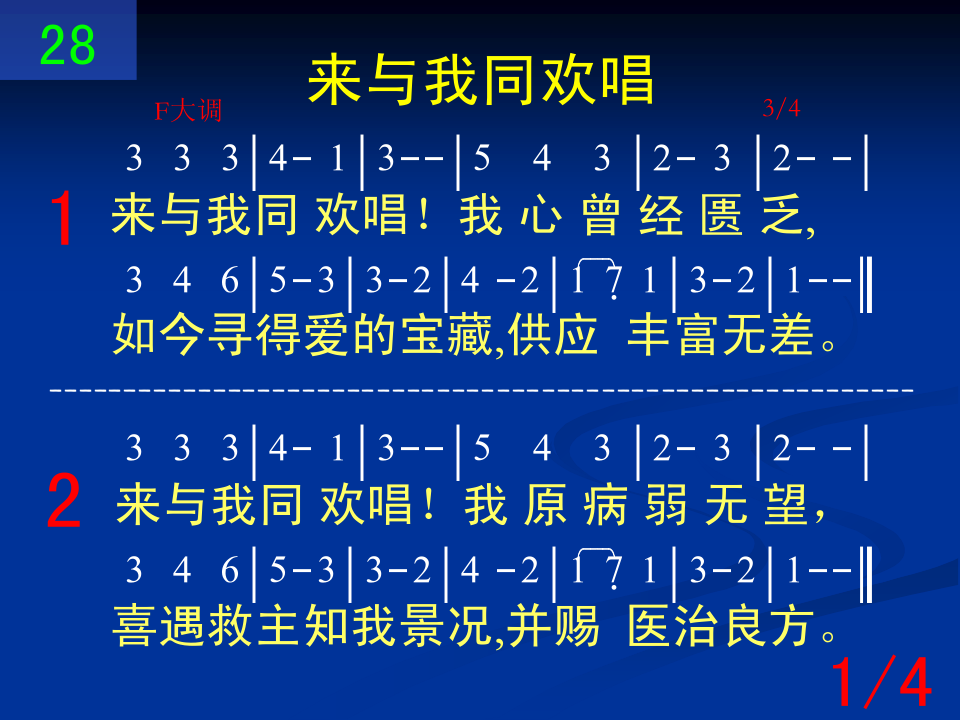 28
来与我同欢唱
F大调 3/4
3 3 3|4- 1|3--|5 4 3|2- 3|2- -|
1 来与我同 欢唱！我 心 曾 经 匮 乏,
3 4 6|5-3|3-2|4 -2|1 7̣ 1|3-2|1--‖
如今寻得爱的宝藏,供应 丰富无差。
3 3 3|4- 1|3--|5 4 3|2- 3|2- -|
2 来与我同 欢唱！我 原 病 弱 无 望，
3 4 6|5-3|3-2|4 -2|1 7̣ 1|3-2|1--‖
喜遇救主知我景况,并赐 医治良方。
1/4